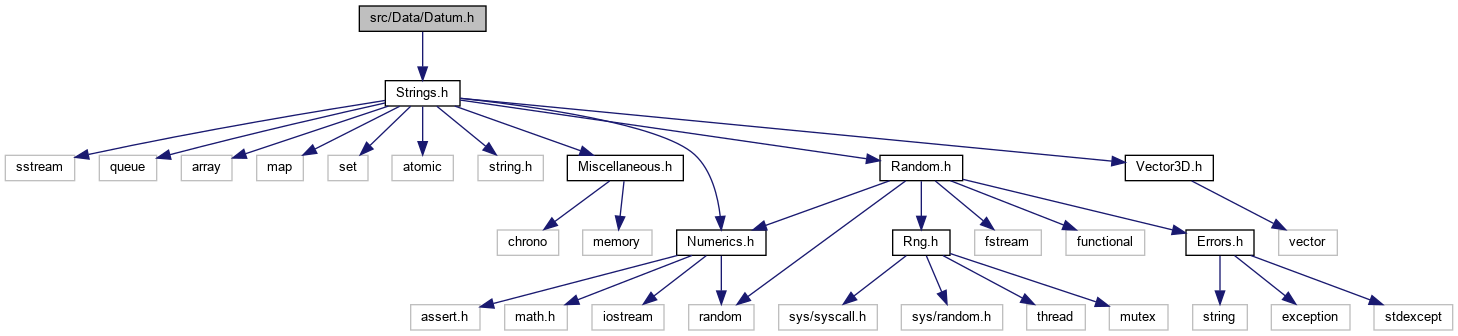 src/Data/Datum.h
Strings.h
sstream
queue
array
map
set
atomic
string.h
Miscellaneous.h
Random.h
Vector3D.h
chrono
memory
Numerics.h
Rng.h
fstream
functional
Errors.h
vector
assert.h
math.h
iostream
random
sys/syscall.h
sys/random.h
thread
mutex
string
exception
stdexcept